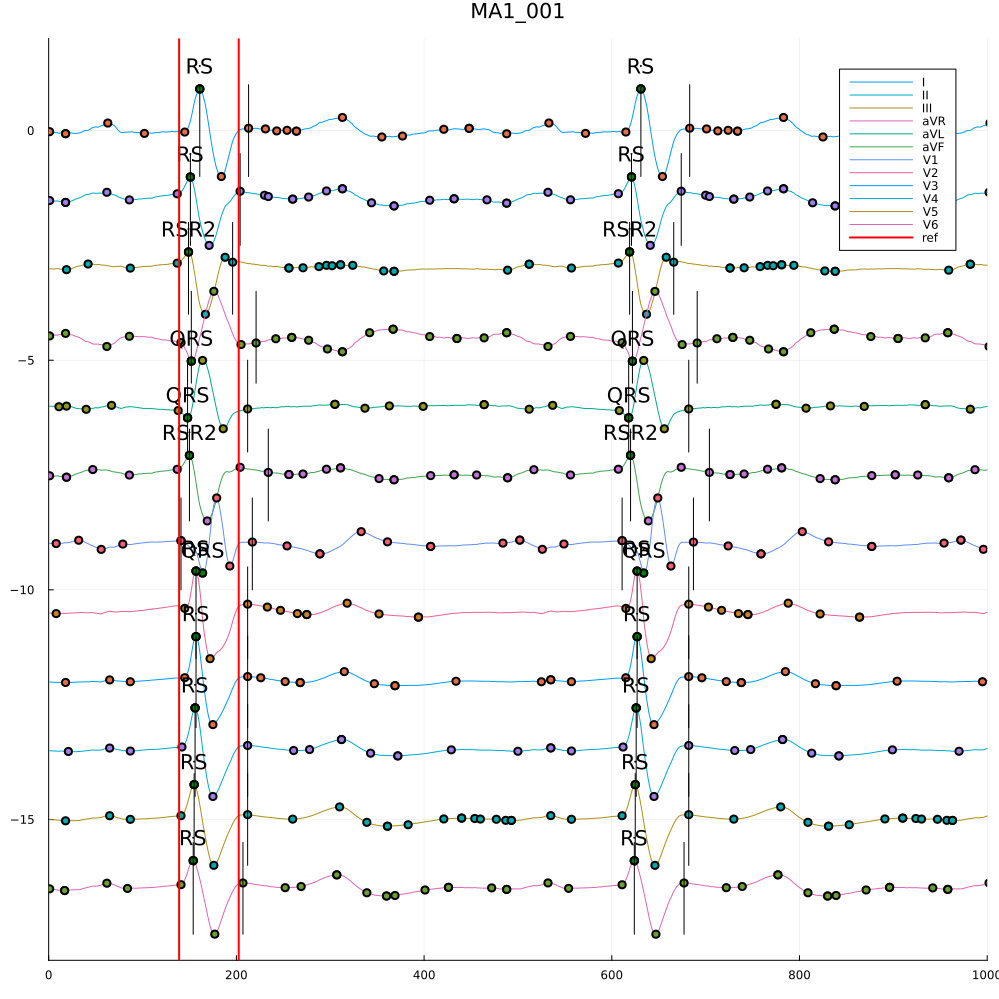 MA1_001
RS RS
I
II
III
aVR
aVL
aVF
V1
V2
V3
V4
V5
V6
ref
0
RS RS
RSR2 RSR2
QRS QRS
−5
QRS QRS
RSR2 RSR2
RS QRS RS QRS
−10
RS RS
RS RS
RS RS
−15
RS RS
0 200 400 600 800 1000